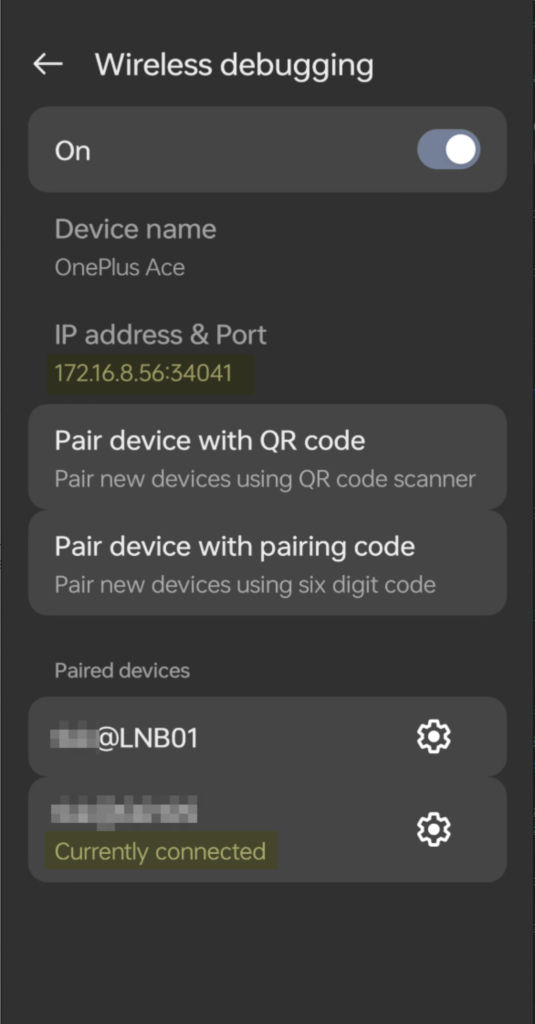 Wireless debugging
On
Device name
OnePlus Ace
IP address & Port
172.16.8.56:34041
Pair device with QR code
Pair new devices using QR code scanner
Pair device with pairing code
Pair new devices using six digit code
Paired devices
@LNB01
Currently connected